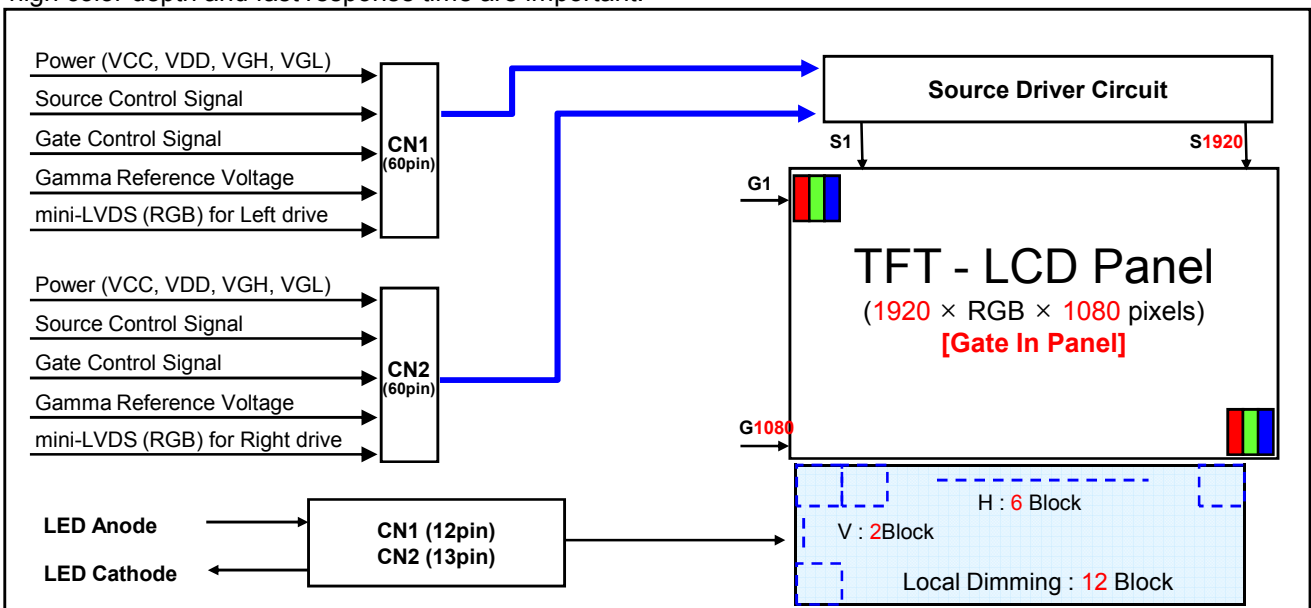 high color depth and fast response time are important.
Power (VCC, VDD, VGH, VGL)
Source Control Signal
Gate Control Signal
Gamma Reference Voltage
mini-LVDS (RGB) for Left drive
CN1
(60pin)
Power (VCC, VDD, VGH, VGL)
Source Control Signal
Gate Control Signal
Gamma Reference Voltage
mini-LVDS (RGB) for Right drive
CN2
(60pin)
Source Driver Circuit
S1
S1920
G1
TFT - LCD Panel
(1920 × RGB × 1080 pixels)
[Gate In Panel]
G1080
LED Anode
LED Cathode
CN1 (12pin)
CN2 (13pin)
H : 6 Block
V : 2Block
Local Dimming : 12 Block